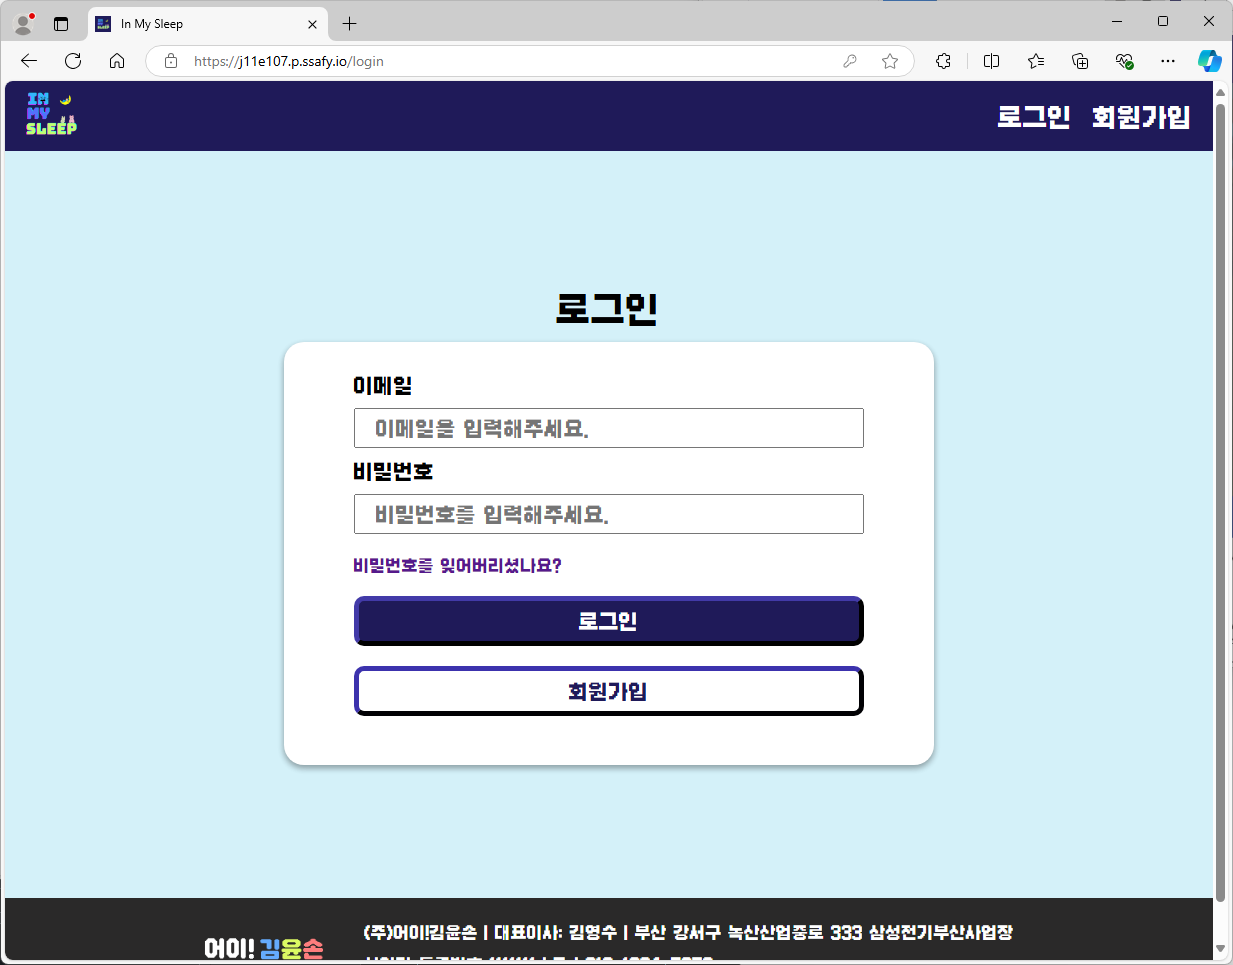 In My Sleep
https://j11e107.p.ssafy.io/login
IM
MY
SLEEP
로그인 회원가입
로그인
이메일
이메일을 입력해주세요.
비밀번호
비밀번호를 입력해주세요.
비밀번호를 잊어버리셨나요?
로그인
회원가입
어이! 김윤손
(주)어이!김윤손 | 대표이사: 김영수 | 부산 강서구 녹산산업중로 333 삼성전기부산사업장